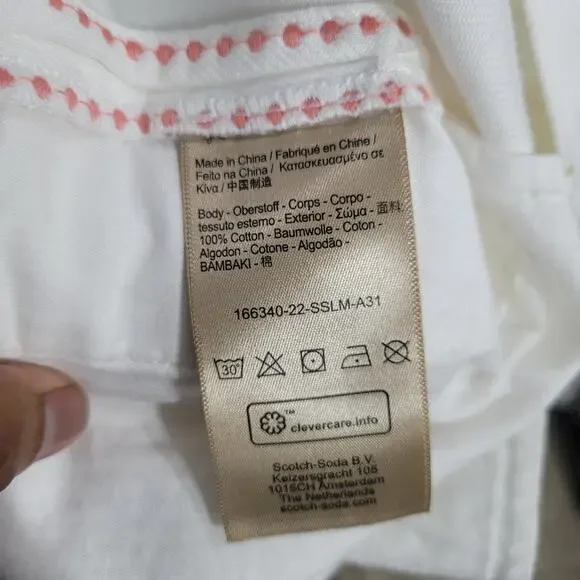 Made in China / Fabriqué en Chine /
Feito na China / Κατασκευασμένο σε
Κίνα / 中国制造
Body - Oberstoff - Corps - Corpo -
tessuto esterno - Exterior - Σώμα - 面料:
100% Cotton - Baumwolle - Coton -
Algodon - Cotone - Algodão -
BAMBAKI - 棉
166340-22-SSLM-A31
30°
™
clevercare.info
Scotch-Soda B.V.
Keizersgracht 105
1015CH Amsterdam
The Netherlands
scotch-soda.com